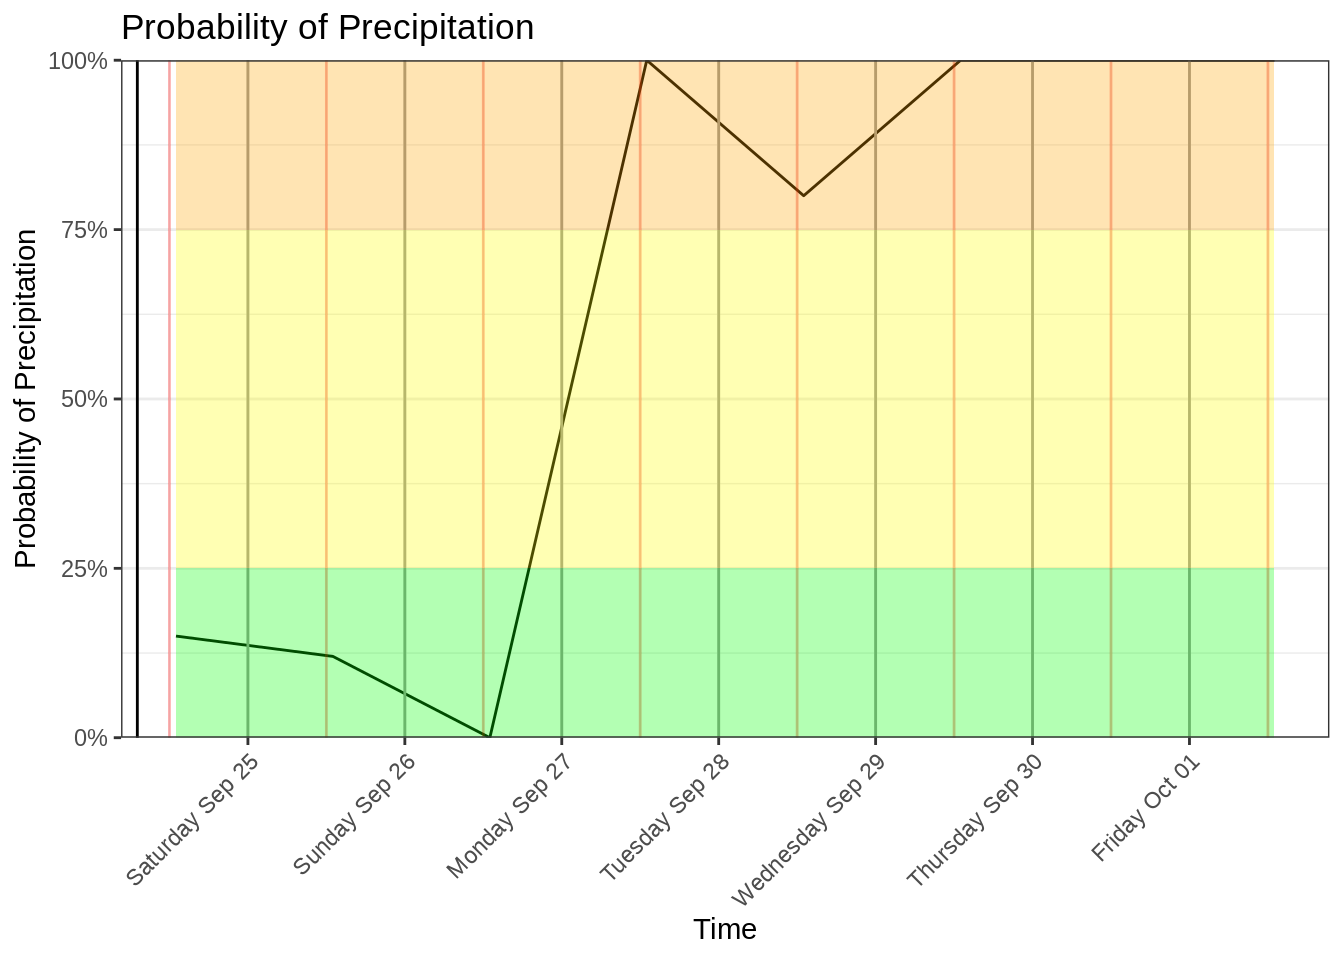 Probability of Precipitation
Probability of Precipitation
100%
75%
50%
25%
0%
Saturday Sep 25
Sunday Sep 26
Monday Sep 27
Tuesday Sep 28
Wednesday Sep 29
Thursday Sep 30
Friday Oct 01
Time